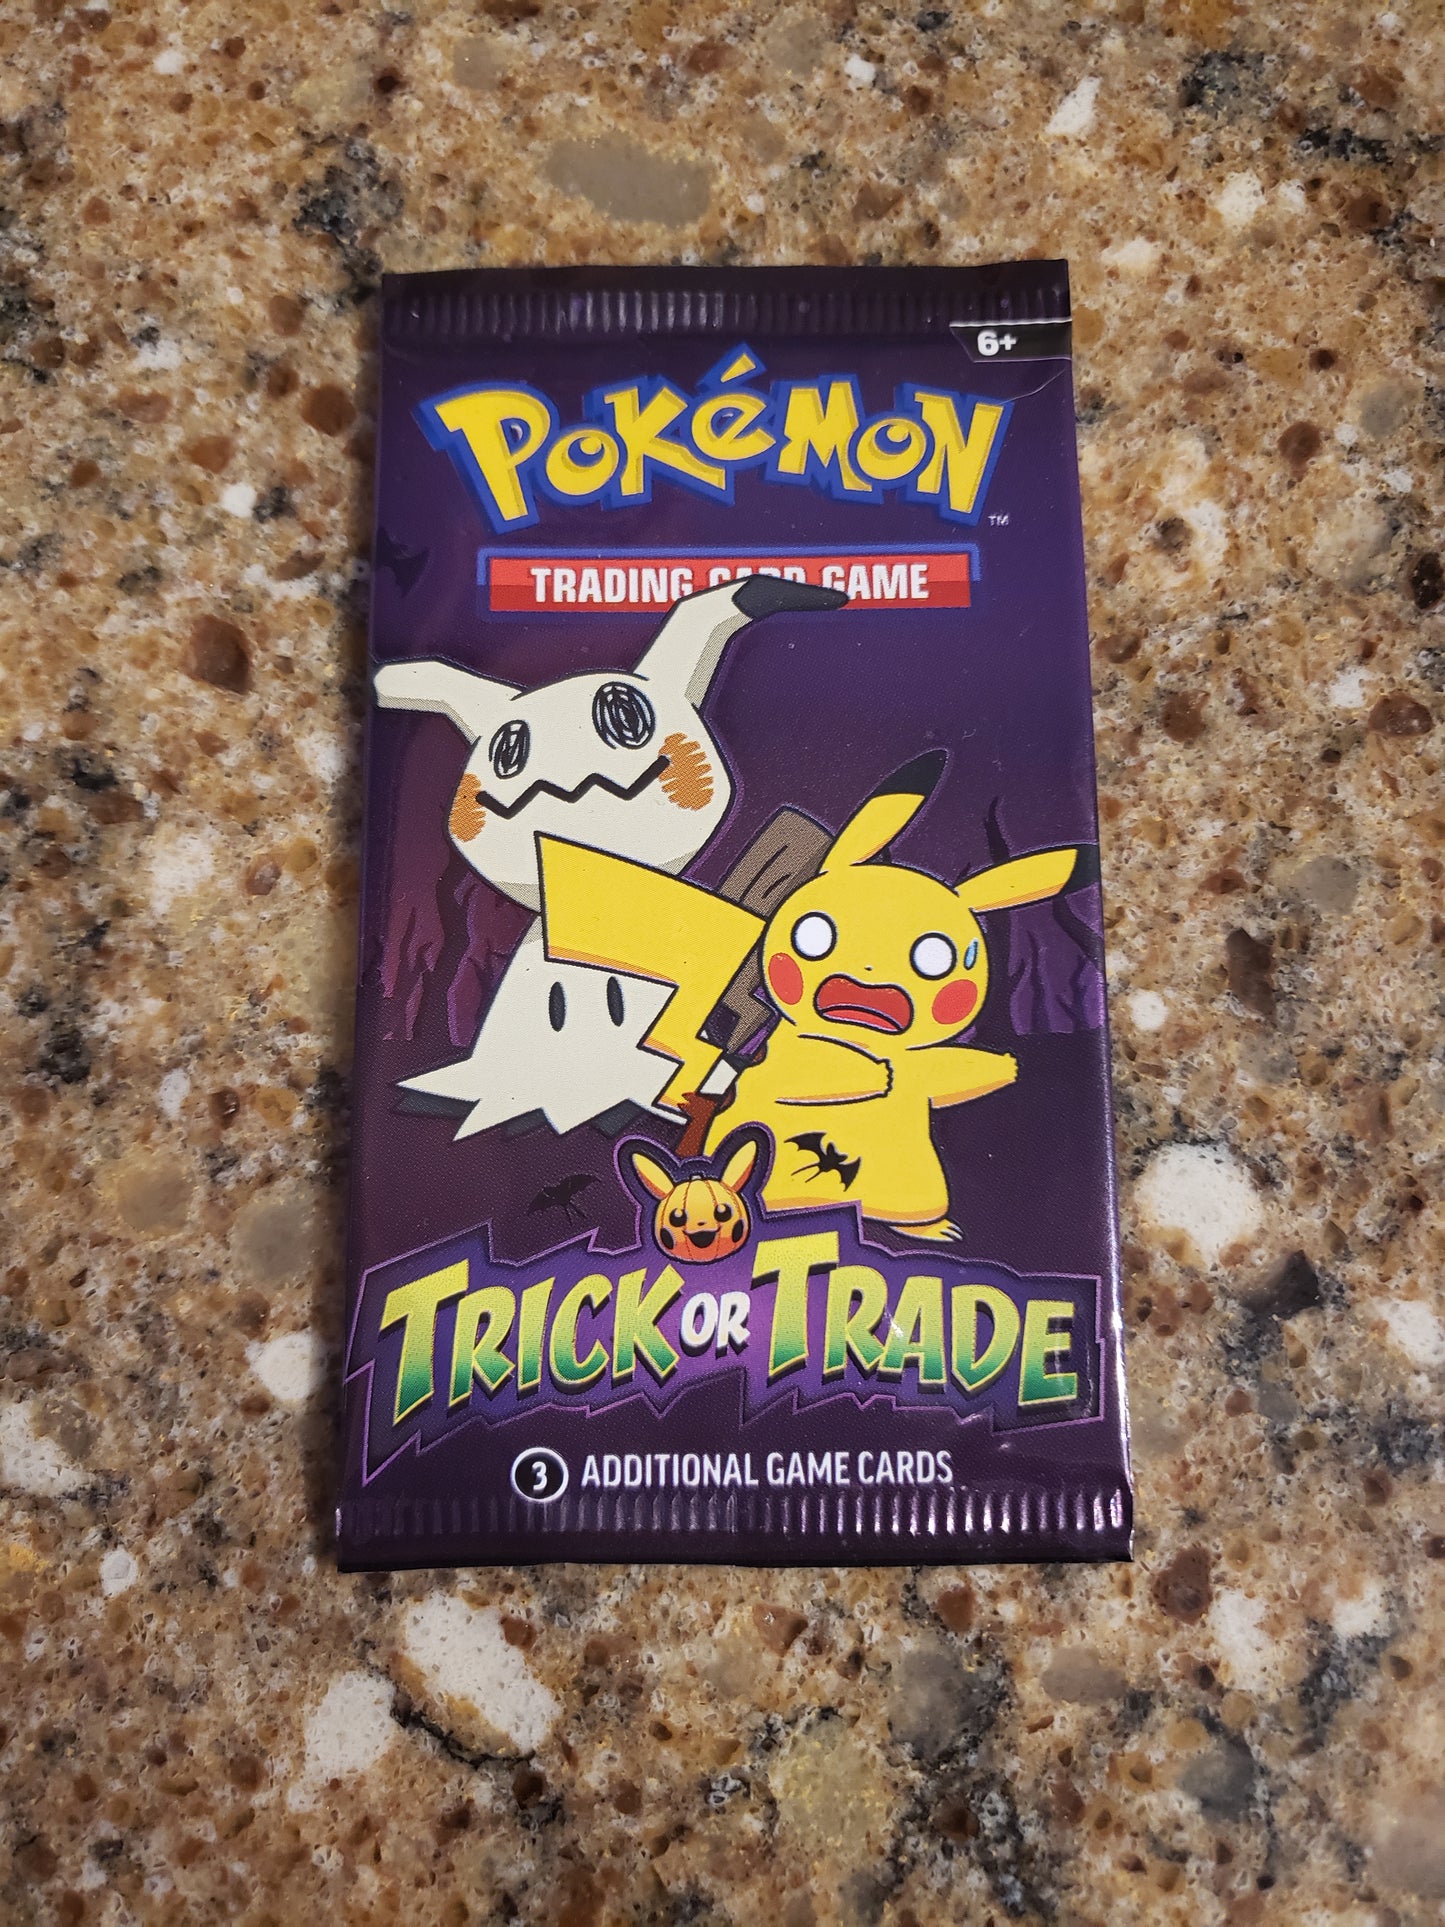 6+
POKéMON
TM
TRADING CARD GAME
TRICK OR TRADE
3 ADDITIONAL GAME CARDS